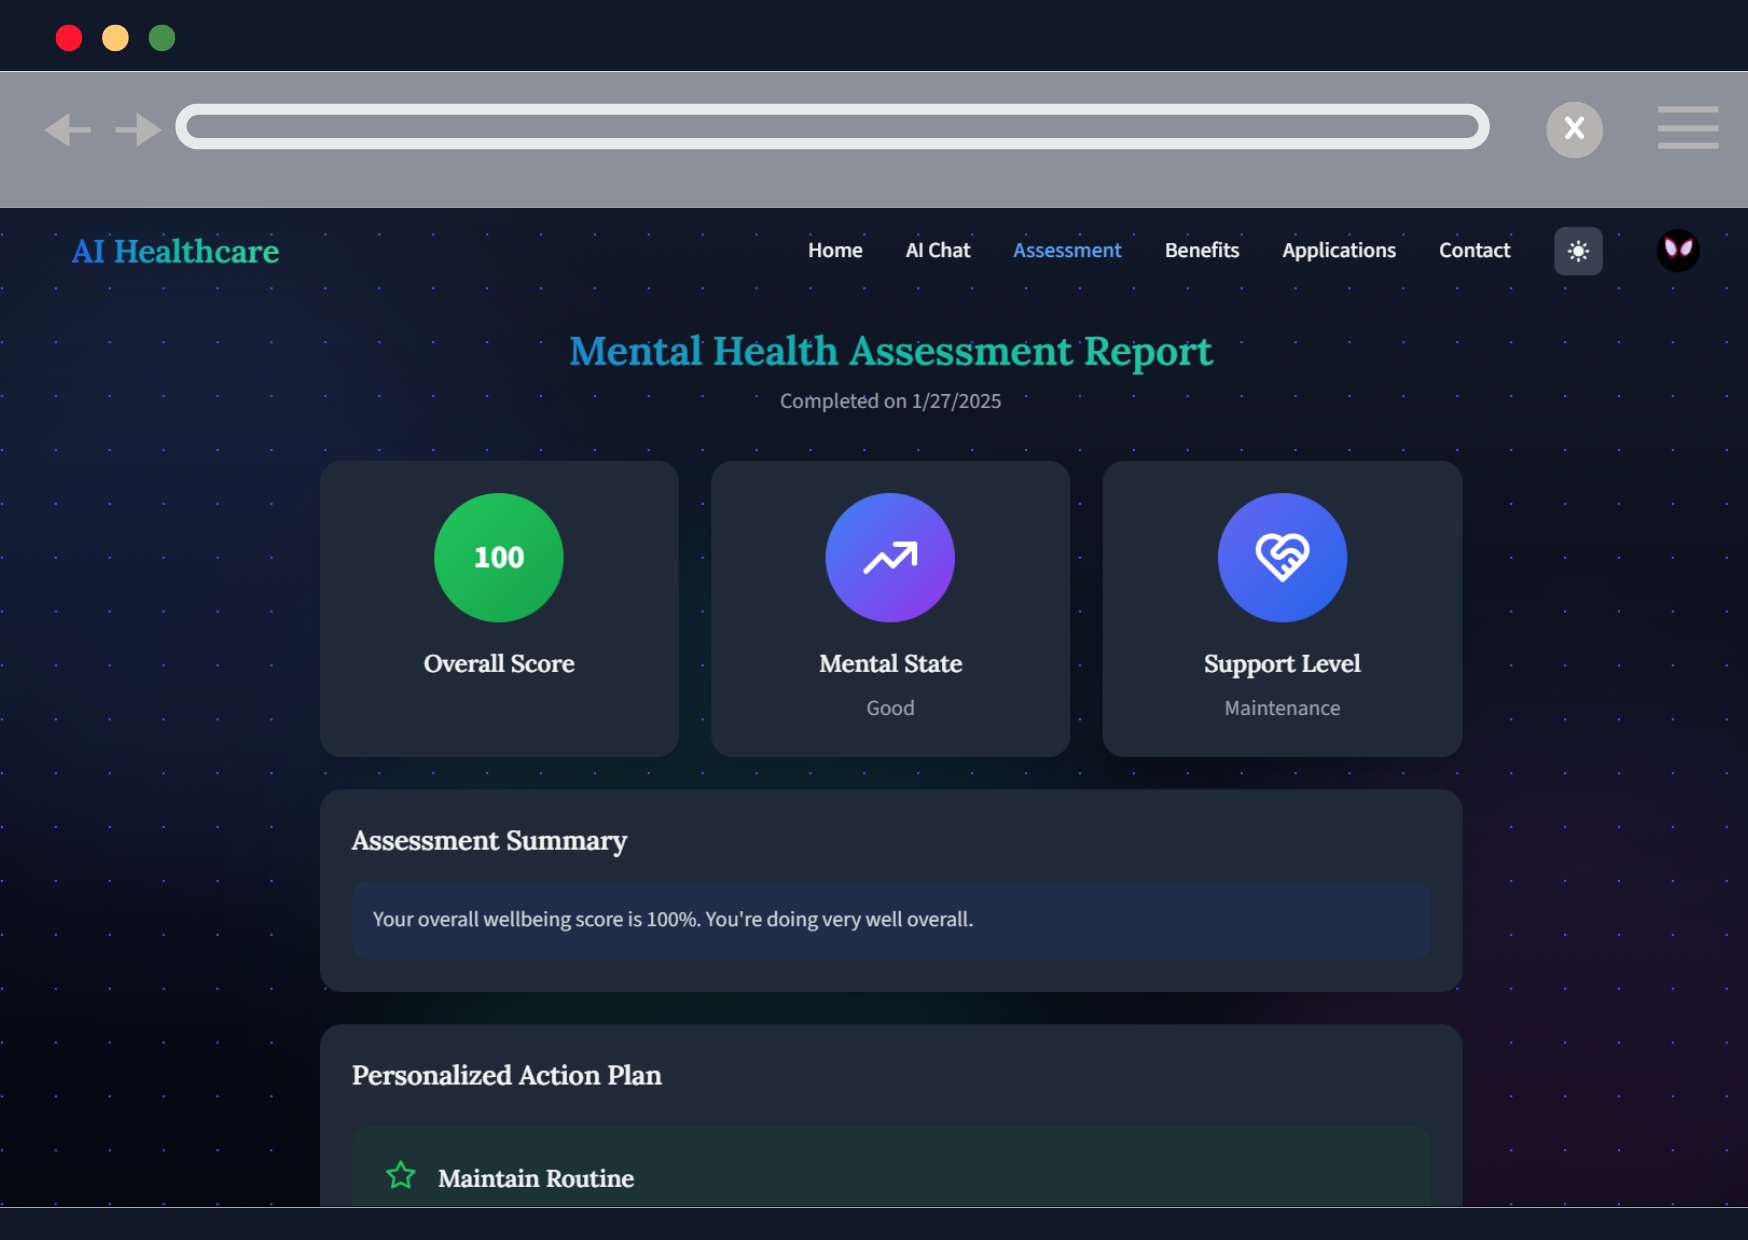 X
AI Healthcare
Home AI Chat Assessment Benefits Applications Contact
Mental Health Assessment Report
Completed on 1/27/2025
100
Overall Score
Mental State
Good
Support Level
Maintenance
Assessment Summary
Your overall wellbeing score is 100%. You're doing very well overall.
Personalized Action Plan
Maintain Routine